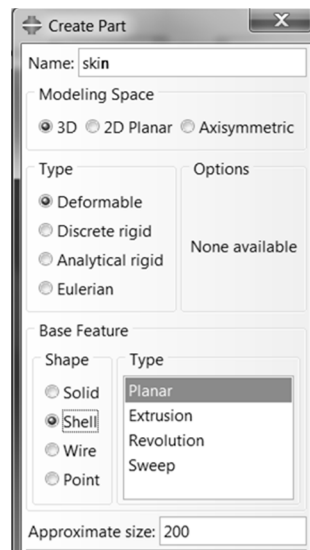 Create Part
X
Name: skin
Modeling Space
3D 2D Planar Axisymmetric
Type
Deformable
Discrete rigid
Analytical rigid
Eulerian
Options
None available
Base Feature
Shape
Solid
Shell
Wire
Point
Type
Planar
Extrusion
Revolution
Sweep
Approximate size: 200